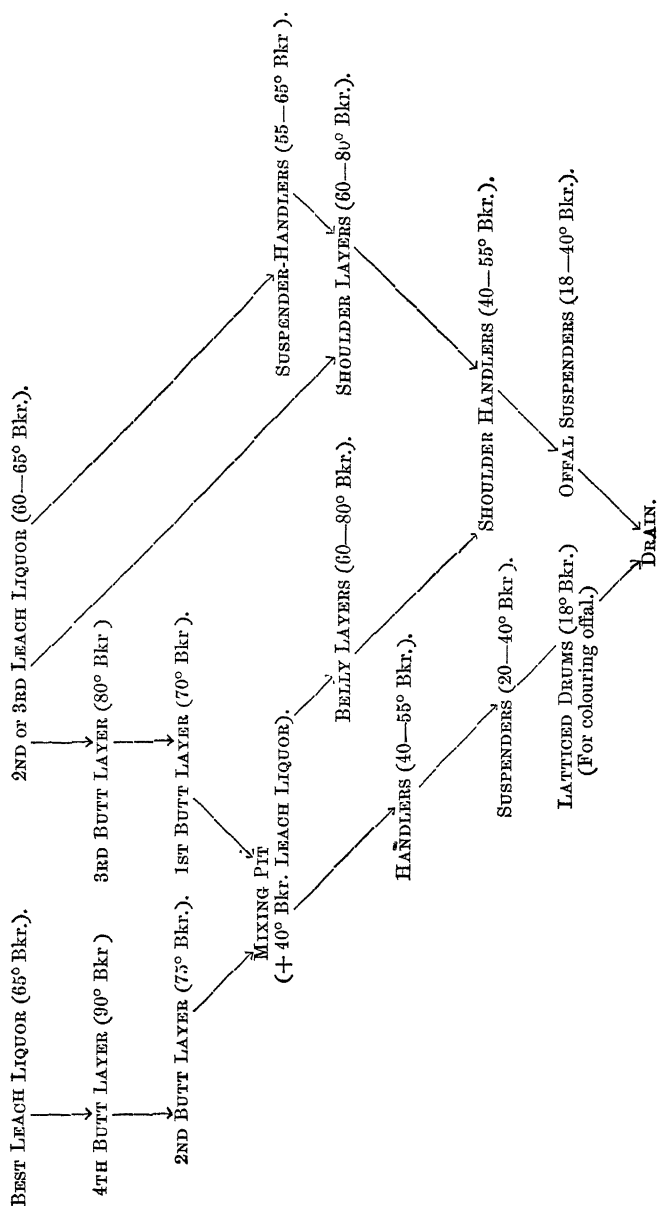 BEST LEACH LIQUOR (65° Bkr.).
2ND OR 3RD LEACH LIQUOR (60—65° Bkr.).
4TH BUTT LAYER (90° Bkr)
3RD BUTT LAYER (80° Bkr)
2ND BUTT LAYER (75° Bkr.).
1ST BUTT LAYER (70° Bkr).
MIXING PIT
(+ 40° Bkr. LEACH LIQUOR).
SUSPENDER-HANDLERS (55—65° Bkr).
BELLY LAYERS (60—80° Bkr.).
SHOULDER LAYERS (60—80° Bkr.).
HANDLERS (40—55° Bkr.).
SHOULDER HANDLERS (40—55° Bkr.).
SUSPENDERS (20—40° Bkr).
LATTICED DRUMS (18° Bkr.)
(For colouring offal.)
OFFAL SUSPENDERS (18—40° Bkr.).
DRAIN.